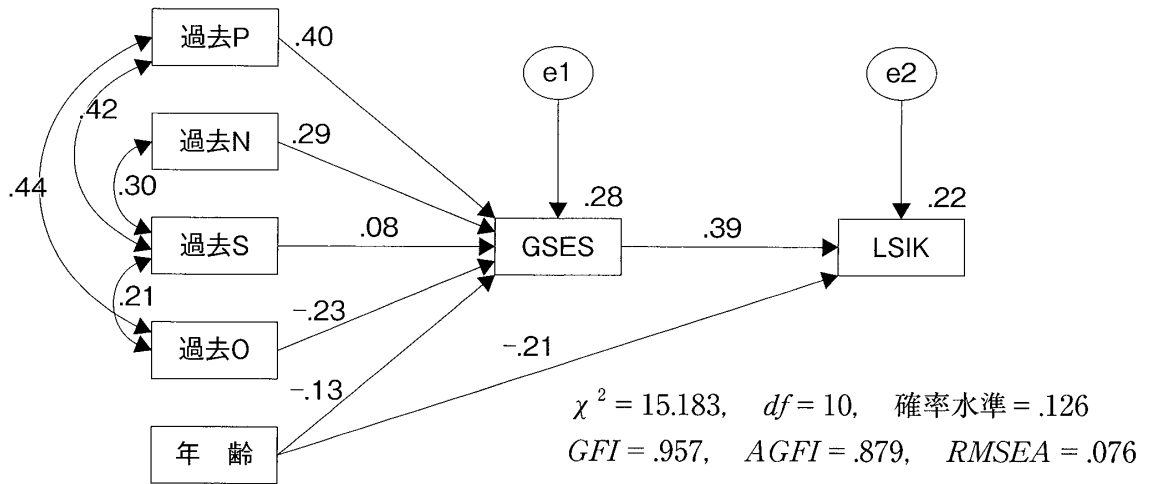 過去P
.40
e1
e2
.42
過去N
.29
.44
.30
.28
.22
過去S
.08
GSES
.39
LSIK
.21
-.23
過去O
-.21
-.13
χ² = 15.183, df = 10, 確率水準 = .126
年 齢
GFI = .957, AGFI = .879, RMSEA = .076